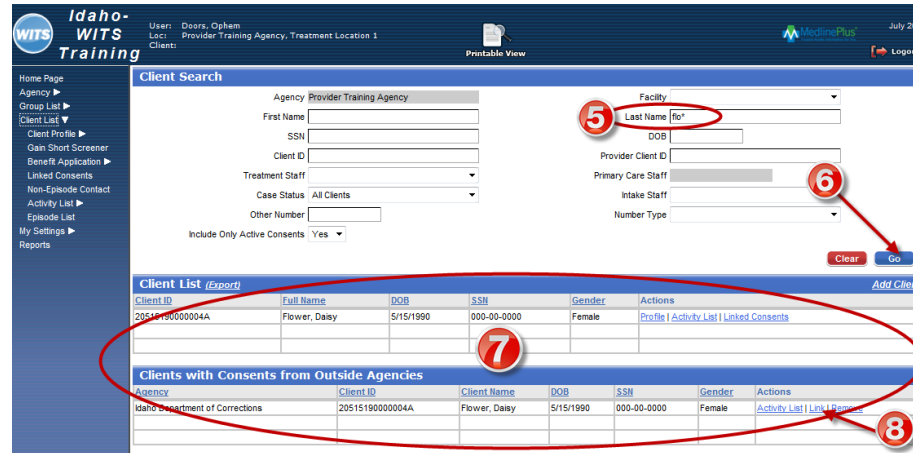 Idaho-
WITS
WITS
Training
User: Doors, Ophem
Loc: Provider Training Agency, Treatment Location 1
Client:
Printable View
MedlinePlus
July 20
Logou
Home Page
Agency
Group List
Client List
Client Profile
Gain Short Screener
Benefit Application
Linked Consents
Non-Episode Contact
Activity List
Episode List
My Settings
Reports
Client Search
Agency Provider Training Agency Facility
First Name Last Name flo*
5
SSN DOB
Client ID Provider Client ID
Treatment Staff Primary Care Staff
6
Case Status All Clients Intake Staff
Other Number Number Type
Include Only Active Consents Yes
Clear Go
Client List (Export) Add Clien
Client ID Full Name DOB SSN Gender Actions
20515190000004A Flower, Daisy 5/15/1990 000-00-0000 Female Profile | Activity List | Linked Consents
7
Clients with Consents from Outside Agencies
Agency Client ID Client Name DOB SSN Gender Actions
Idaho Department of Corrections 20515190000004A Flower, Daisy 5/15/1990 000-00-0000 Female Activity List | Link | Remove
8